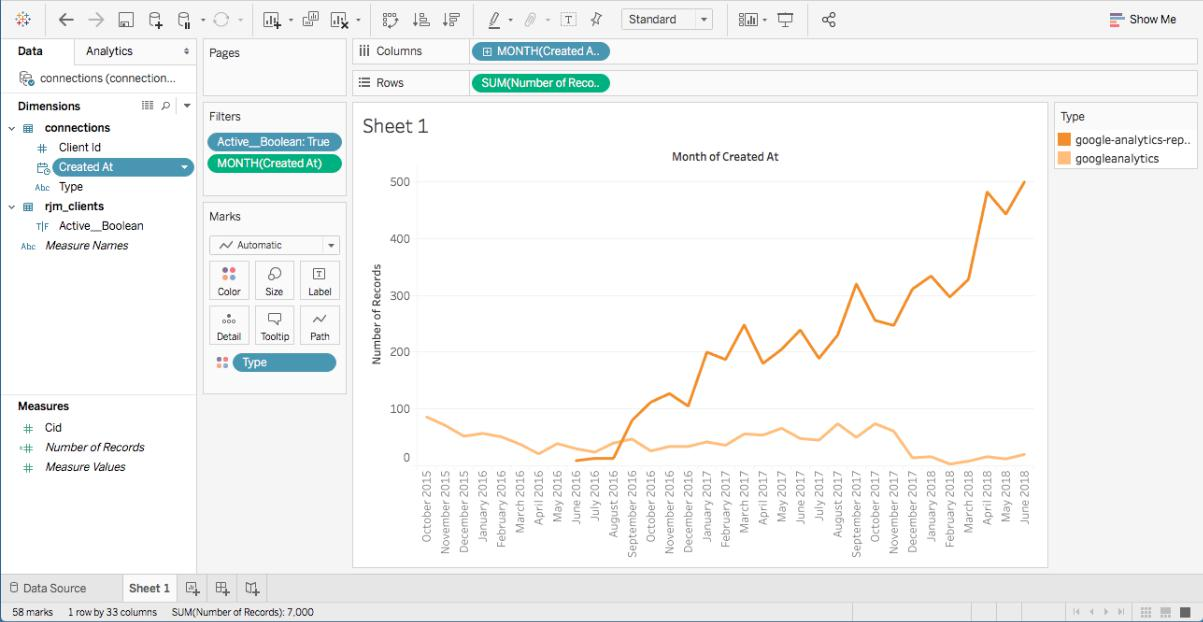 Standard
Show Me
Data
Analytics
connections (connection...
Dimensions
connections
Client Id
Created At
Abc Type
rjm_clients
T|F Active__Boolean
Abc Measure Names
Measures
Cid
Number of Records
Measure Values
Pages
Filters
Active__Boolean: True
MONTH(Created At)
Marks
Automatic
Color
Size
T
Label
Detail
Tooltip
Path
Type
Columns
MONTH(Created A..
Rows
SUM(Number of Reco..
Sheet 1
Month of Created At
Number of Records
500
400
300
200
100
0
October 2015
November 2015
December 2015
January 2016
February 2016
March 2016
April 2016
May 2016
June 2016
July 2016
August 2016
September 2016
October 2016
November 2016
December 2016
January 2017
February 2017
March 2017
April 2017
May 2017
June 2017
July 2017
August 2017
September 2017
October 2017
November 2017
December 2017
January 2018
February 2018
March 2018
April 2018
May 2018
June 2018
Type
google-analytics-rep..
googleanalytics
Data Source
Sheet 1
58 marks
1 row by 33 columns
SUM(Number of Records): 7,000